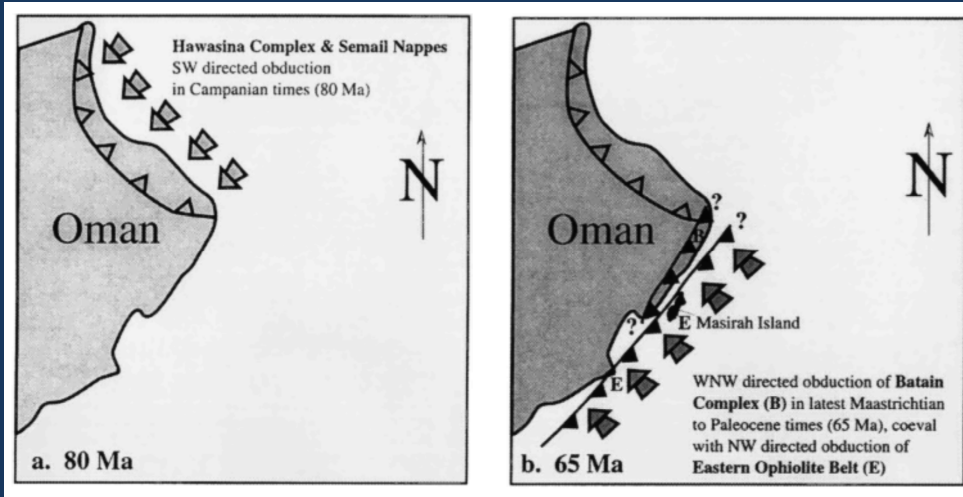 Hawasina Complex & Semail Nappes
SW directed obduction
in Campanian times (80 Ma)
N
Oman
a. 80 Ma
N
Oman
?
?
B
?
E Masirah Island
E
WNW directed obduction of Batain
Complex (B) in latest Maastrichtian
to Paleocene times (65 Ma), coeval
with NW directed obduction of
Eastern Ophiolite Belt (E)
b. 65 Ma